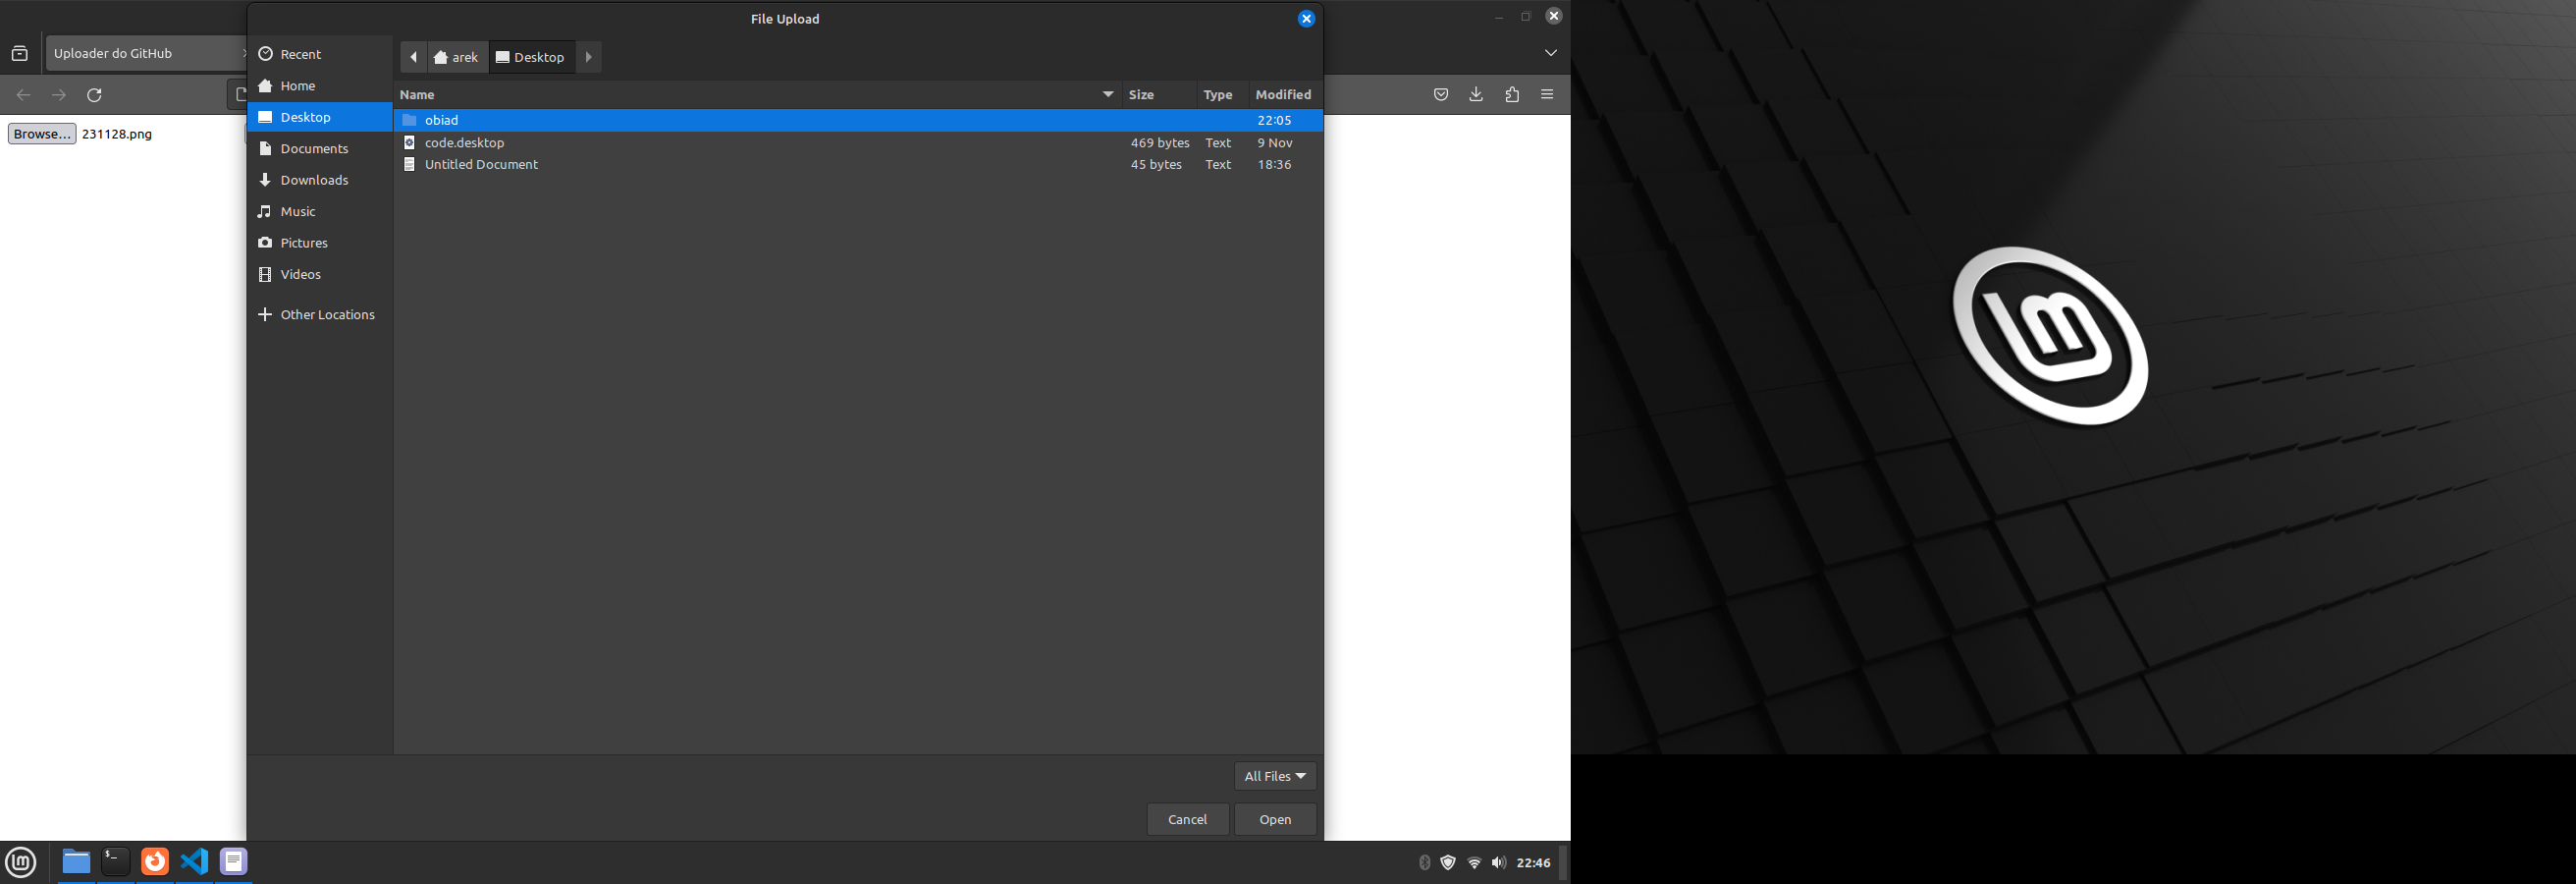 File Upload
Uploader do GitHub
Recent
arek
Desktop
Home
Name
Size
Type
Modified
Desktop
obiad
22:05
Browse...
231128.png
Documents
code.desktop
469 bytes
Text
9 Nov
Untitled Document
45 bytes
Text
18:36
Downloads
Music
Pictures
Videos
Other Locations
All Files
Cancel
Open
22:46